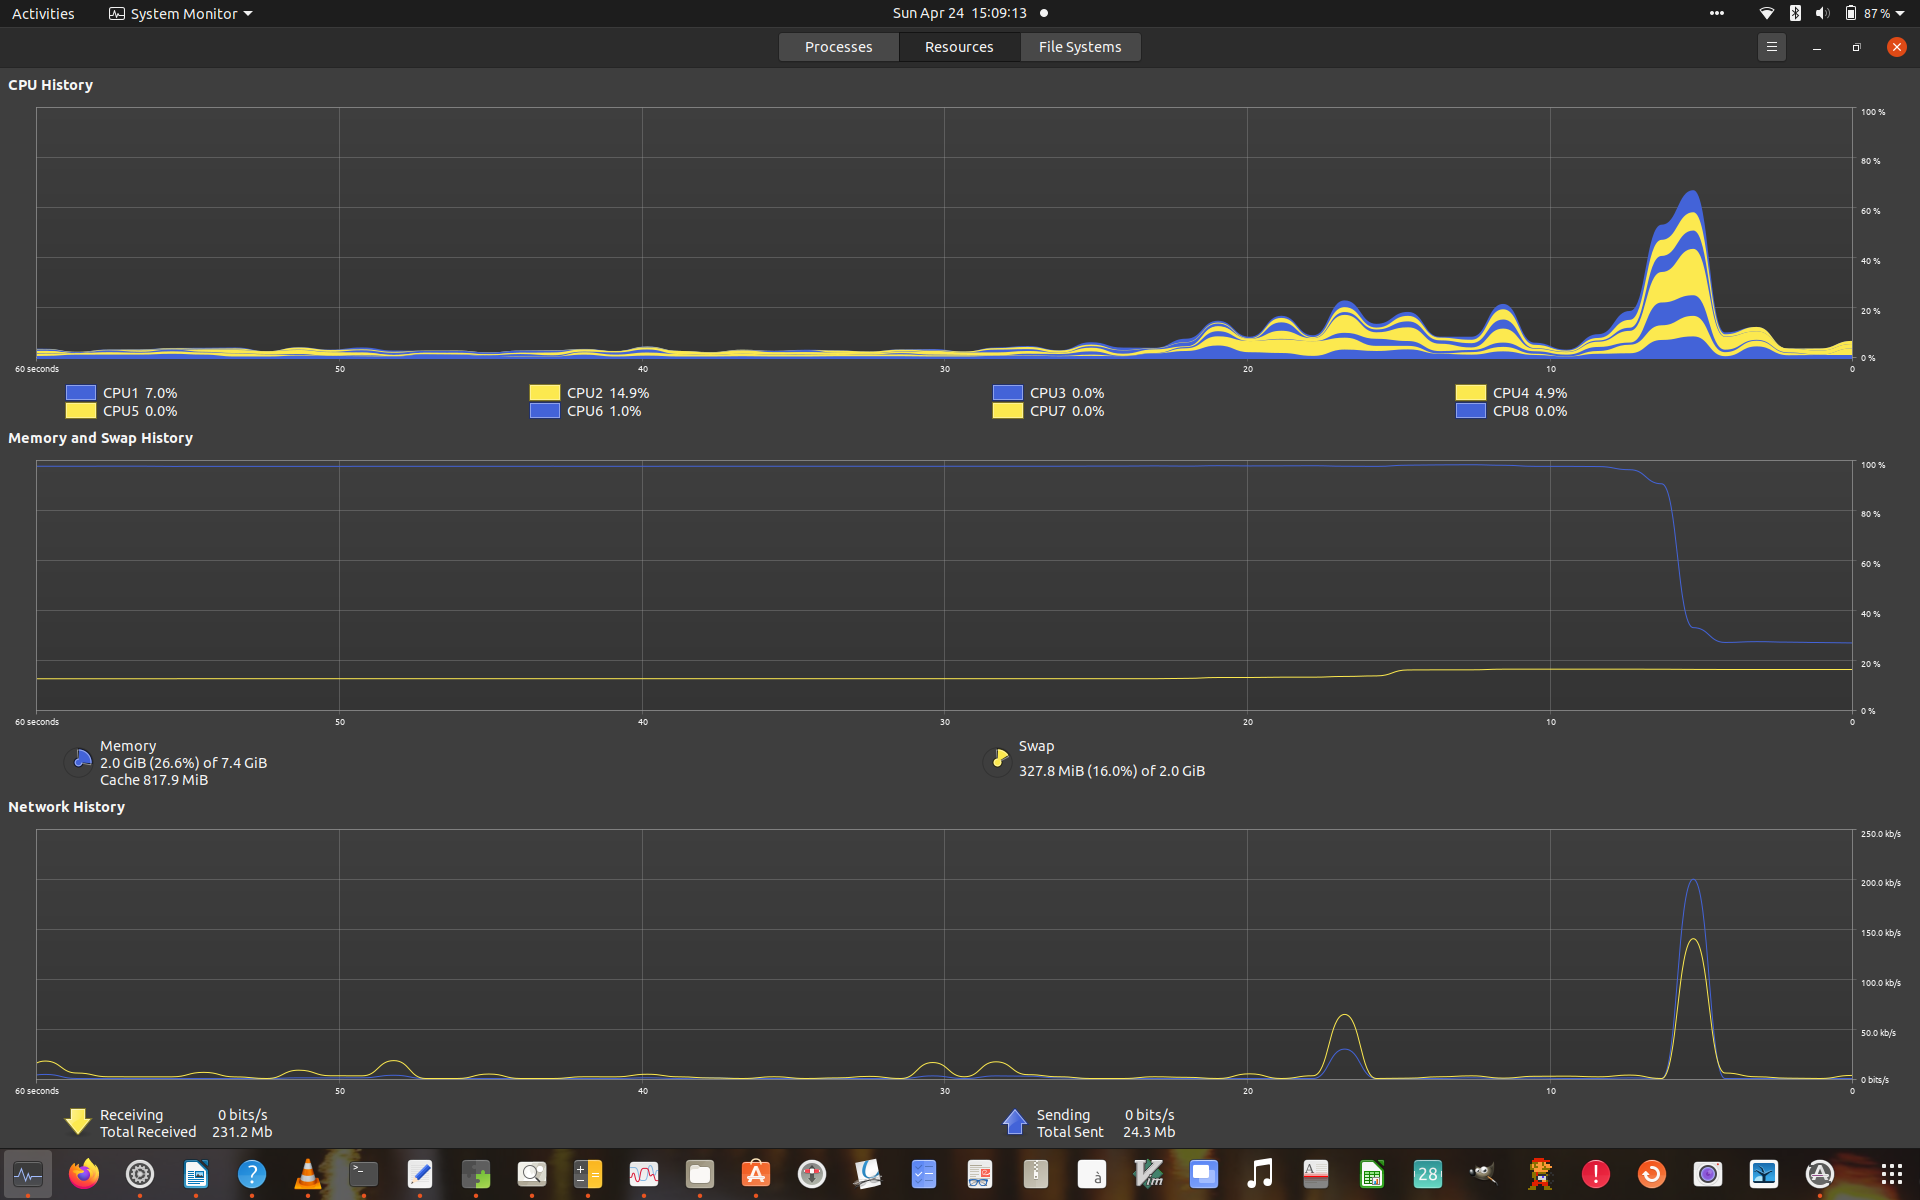 Activities System Monitor Sun Apr 24 15:09:13 87 %
Processes Resources File Systems
CPU History
100 %
80 %
60 %
40 %
20 %
0 %
60 seconds 50 40 30 20 10 0
CPU1 7.0% CPU2 14.9% CPU3 0.0% CPU4 4.9%
CPU5 0.0% CPU6 1.0% CPU7 0.0% CPU8 0.0%
Memory and Swap History
100 %
80 %
60 %
40 %
20 %
0 %
60 seconds 50 40 30 20 10 0
Memory
2.0 GiB (26.6%) of 7.4 GiB
Cache 817.9 MiB
Swap
327.8 MiB (16.0%) of 2.0 GiB
Network History
250.0 kb/s
200.0 kb/s
150.0 kb/s
100.0 kb/s
50.0 kb/s
0 bits/s
60 seconds 50 40 30 20 10 0
Receiving 0 bits/s
Total Received 231.2 Mb
Sending 0 bits/s
Total Sent 24.3 Mb
? >_ à Vim A 28 !